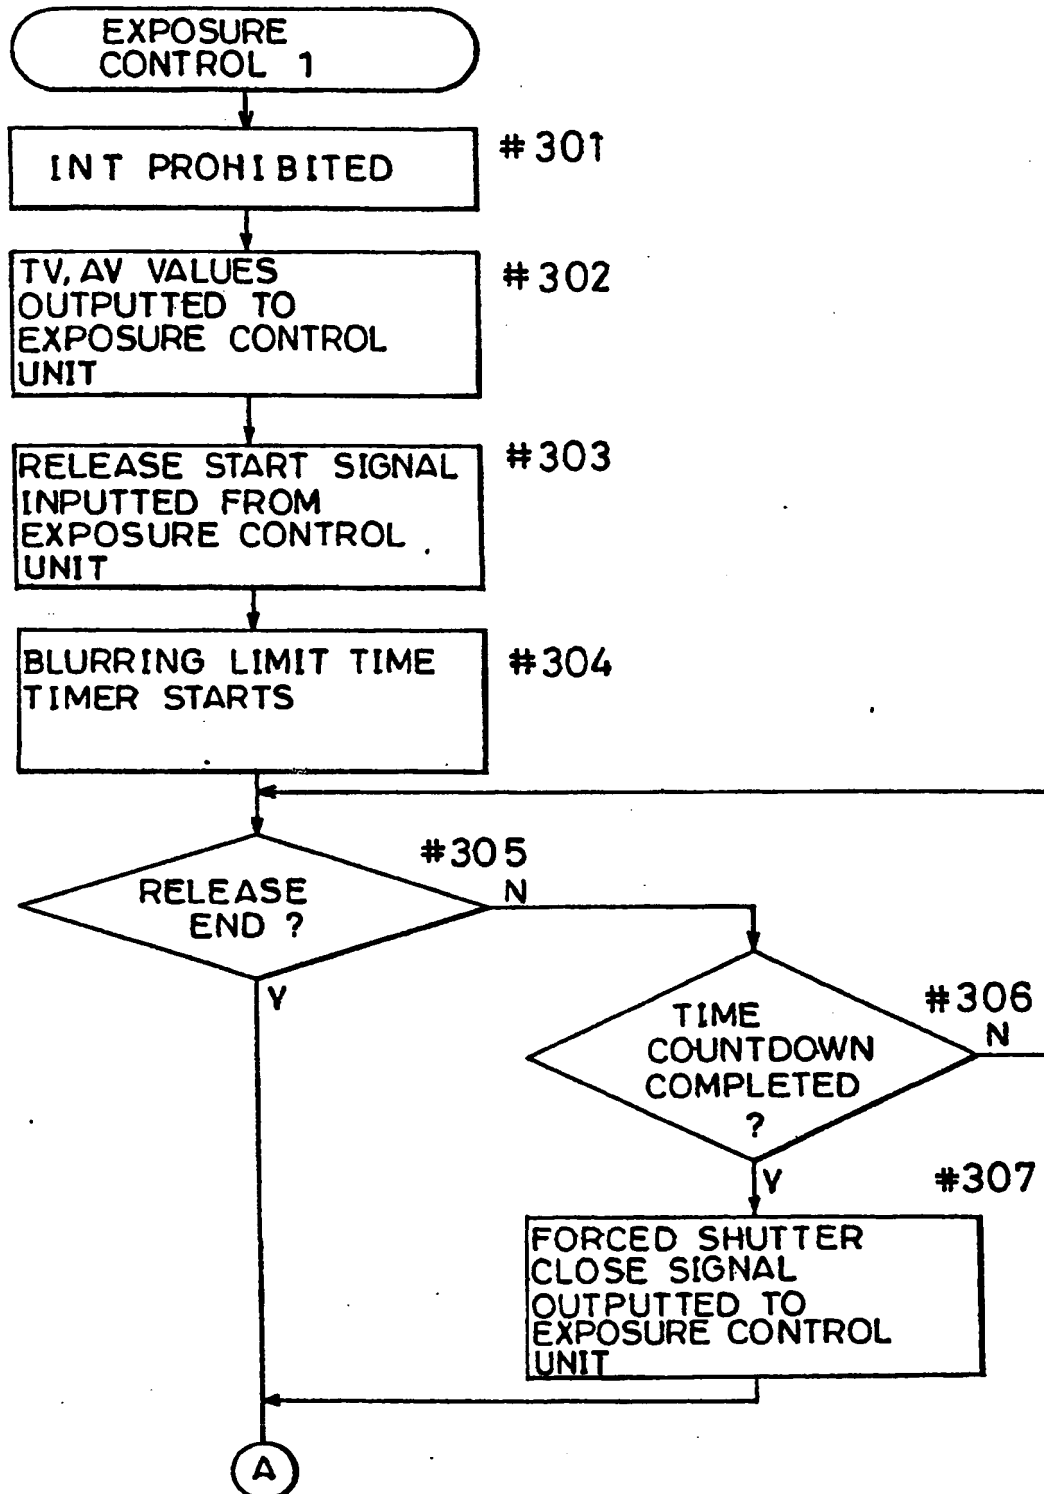 EXPOSURE
CONTROL 1
INT PROHIBITED
#301
TV, AV VALUES
OUTPUTTED TO
EXPOSURE CONTROL
UNIT
#302
RELEASE START SIGNAL
INPUTTED FROM
EXPOSURE CONTROL
UNIT
#303
BLURRING LIMIT TIME
TIMER STARTS
#304
#305
RELEASE
END ?
N
Y
#306
TIME
COUNTDOWN
COMPLETED
?
N
Y
#307
FORCED SHUTTER
CLOSE SIGNAL
OUTPUTTED TO
EXPOSURE CONTROL
UNIT
A